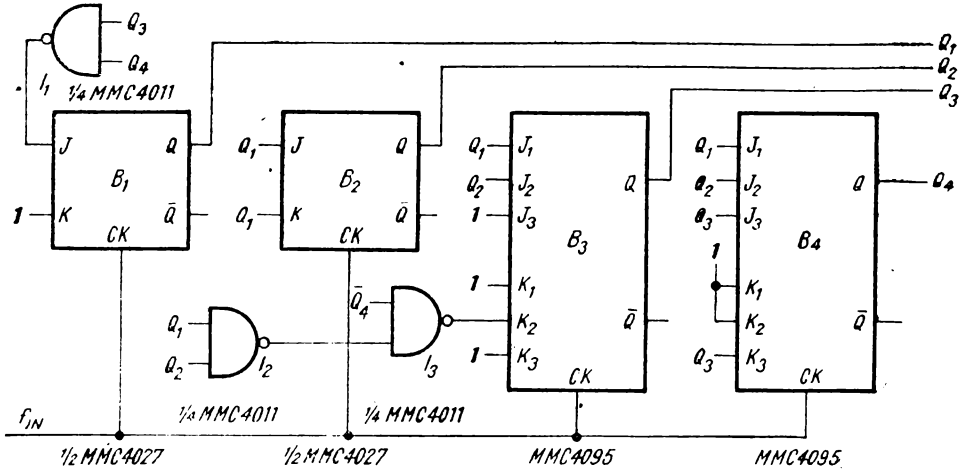 Q₃
Q₄
I₁
¼ MMC4011
Q₁
Q₂
Q₃
J Q
B₁
1 K Q̄
CK
Q₁ J Q
B₂
Q₁ K Q̄
CK
Q₁ J₁
Q₂ J₂ Q
1 J₃
B₃
1 K₁
K₂ Q̄
1 K₃
CK
Q₁ J₁
Q₂ J₂ Q Q₄
Q₃ J₃
B₄
1
K₁
K₂ Q̄
Q₃ K₃
CK
Q₁
Q₂
I₂
¼ MMC4011
Q̄₄
I₃
¼ MMC4011
f_IN
½ MMC4027
½ MMC4027
MMC4095
MMC4095